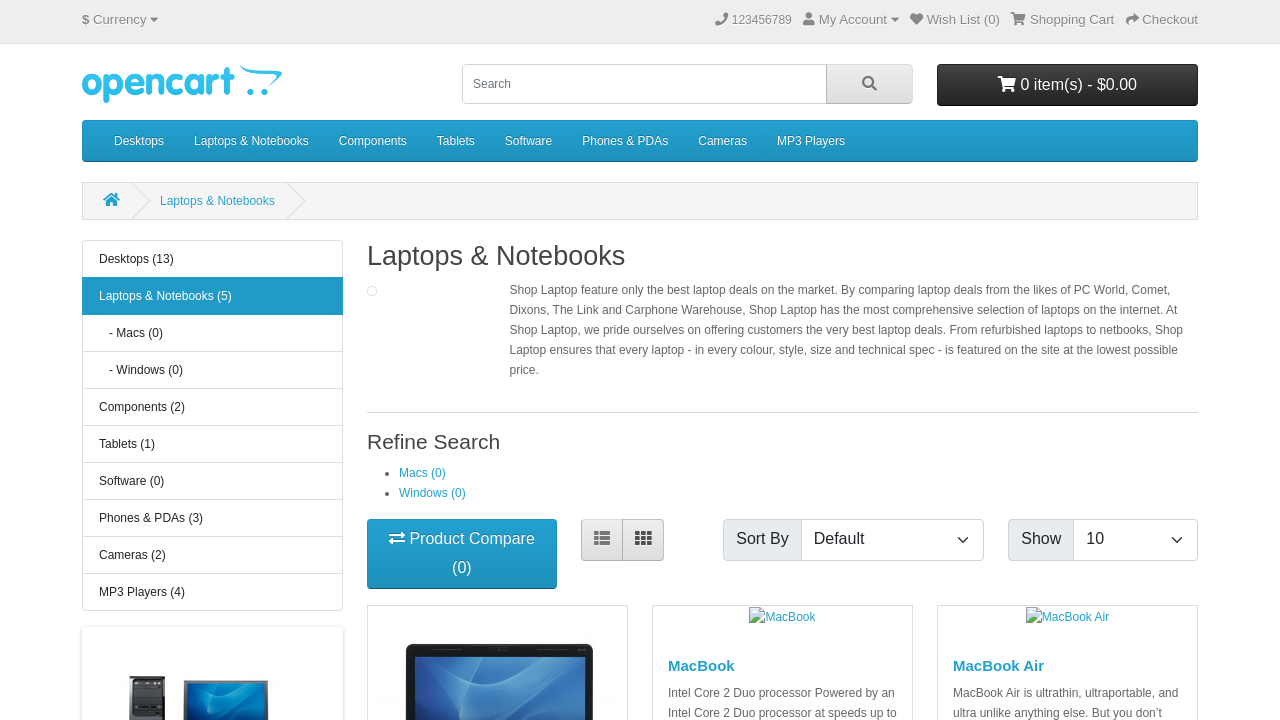 $ Currency
123456789
My Account
Wish List (0)
Shopping Cart
Checkout
opencart
Search
0 item(s) - $0.00
Desktops
Laptops & Notebooks
Components
Tablets
Software
Phones & PDAs
Cameras
MP3 Players
Laptops & Notebooks
Desktops (13)
Laptops & Notebooks (5)
- Macs (0)
- Windows (0)
Components (2)
Tablets (1)
Software (0)
Phones & PDAs (3)
Cameras (2)
MP3 Players (4)
Laptops & Notebooks
Shop Laptop feature only the best laptop deals on the market. By comparing laptop deals from the likes of PC World, Comet,
Dixons, The Link and Carphone Warehouse, Shop Laptop has the most comprehensive selection of laptops on the internet. At
Shop Laptop, we pride ourselves on offering customers the very best laptop deals. From refurbished laptops to netbooks, Shop
Laptop ensures that every laptop - in every colour, style, size and technical spec - is featured on the site at the lowest possible
price.
Refine Search
Macs (0)
Windows (0)
Product Compare
(0)
Sort By
Default
Show
10
MacBook
MacBook
Intel Core 2 Duo processor Powered by an
Intel Core 2 Duo processor at speeds up to
MacBook Air
MacBook Air
MacBook Air is ultrathin, ultraportable, and
ultra unlike anything else. But you don’t